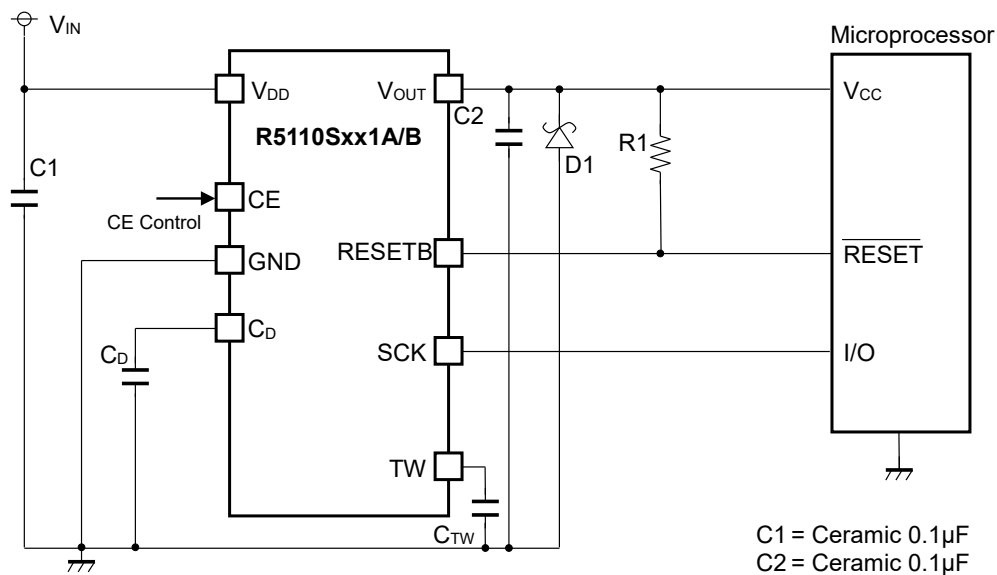 VIN
Microprocessor
VDD
VOUT
VCC
C2
R5110Sxx1A/B
R1
C1
D1
CE
CE Control
RESETB
RESET
GND
CD
CD
SCK
I/O
TW
CTW
C1 = Ceramic 0.1µF
C2 = Ceramic 0.1µF